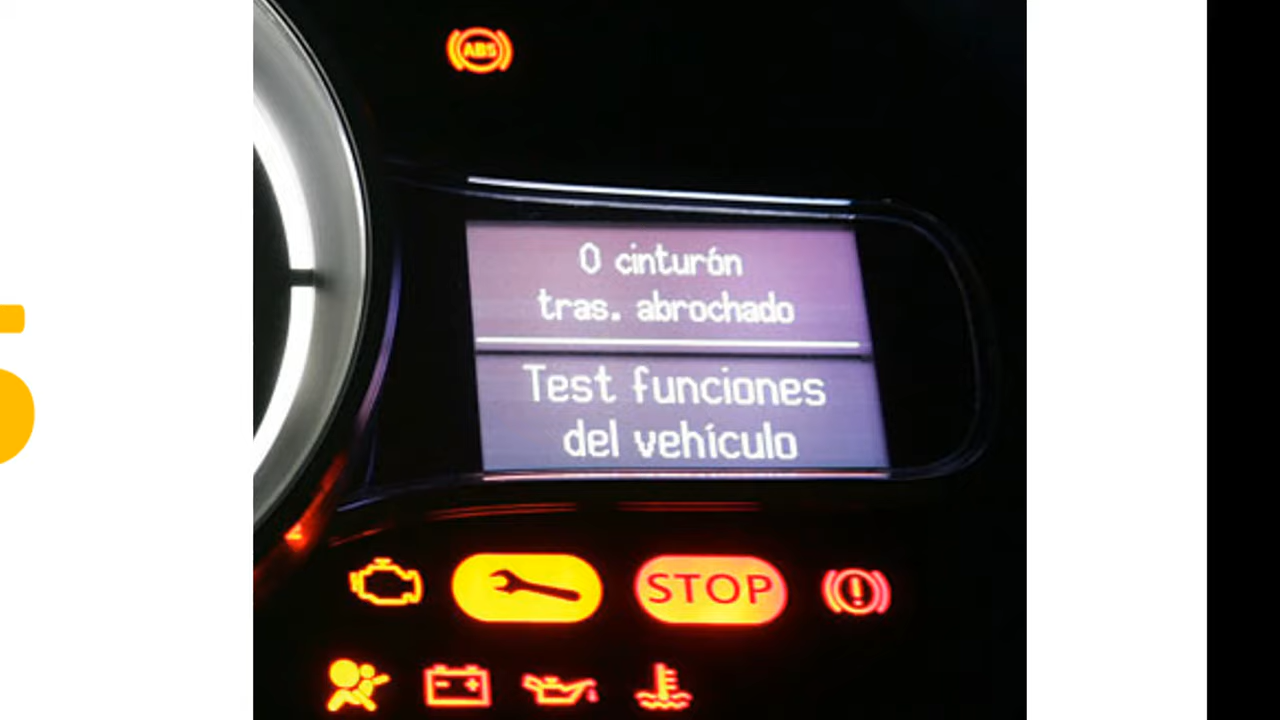 ABS
0 cinturón
tras. abrochado
Test funciones
del vehículo
STOP